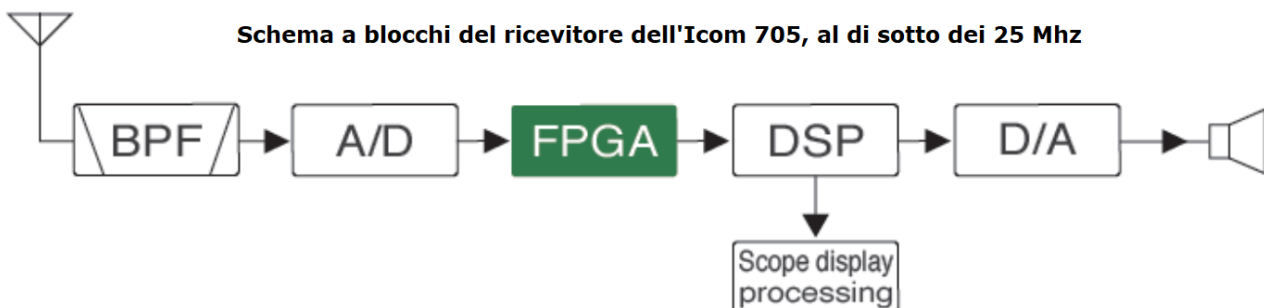 Schema a blocchi del ricevitore dell'Icom 705, al di sotto dei 25 Mhz
BPF
A/D
FPGA
DSP
D/A
Scope display
processing